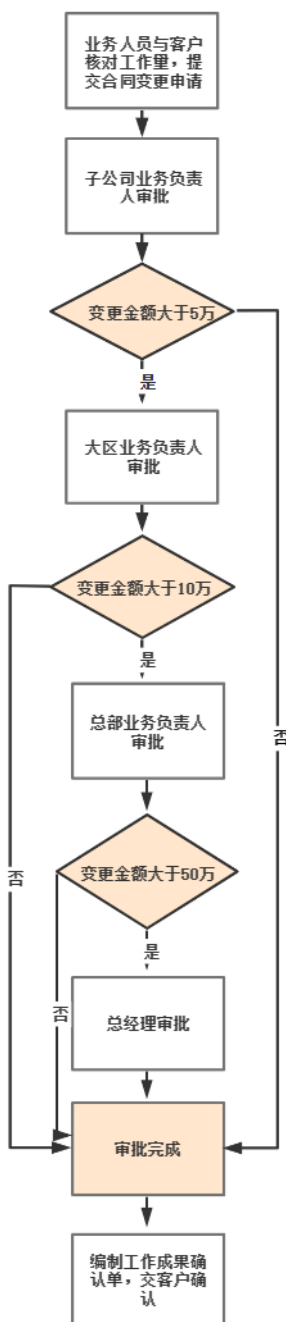 业务人员与客户
核对工作量，提
交合同变更申请
子公司业务负责
人审批
变更金额大于5万
是
大区业务负责人
审批
变更金额大于10万
是
总部业务负责人
审批
否
变更金额大于50万
否
是
否
总经理审批
审批完成
编制工作成果确
认单，交客户确
认